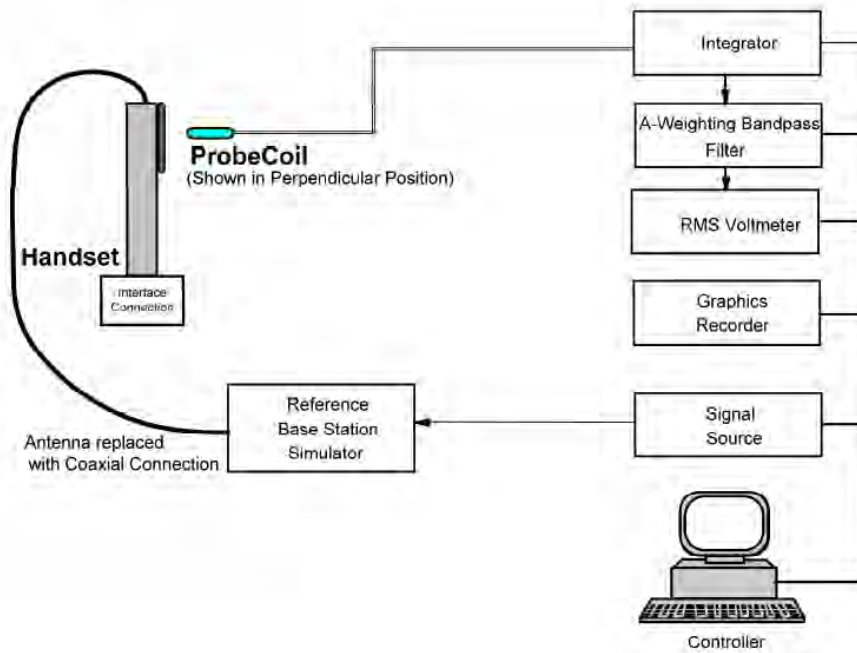 Integrator
A-Weighting Bandpass
Filter
ProbeCoil
(Shown in Perpendicular Position)
RMS Voltmeter
Handset
Interface
Connection
Graphics
Recorder
Reference
Base Station
Simulator
Signal
Source
Antenna replaced
with Coaxial Connection
Controller